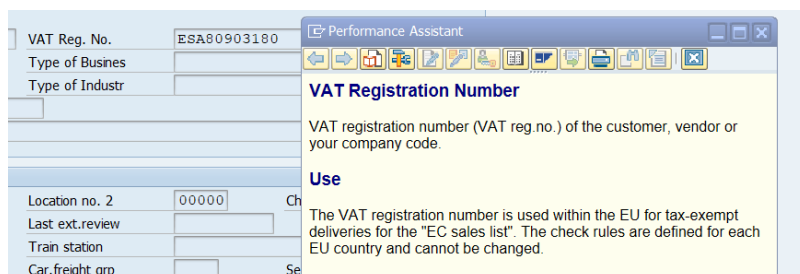 VAT Reg. No. ESA80903180
Type of Busines
Type of Industr
Location no. 2 00000 Ch
Last ext.review
Train station
Car.freight grp Se
Performance Assistant
VAT Registration Number
VAT registration number (VAT reg.no.) of the customer, vendor or
your company code.
Use
The VAT registration number is used within the EU for tax-exempt
deliveries for the "EC sales list". The check rules are defined for each
EU country and cannot be changed.